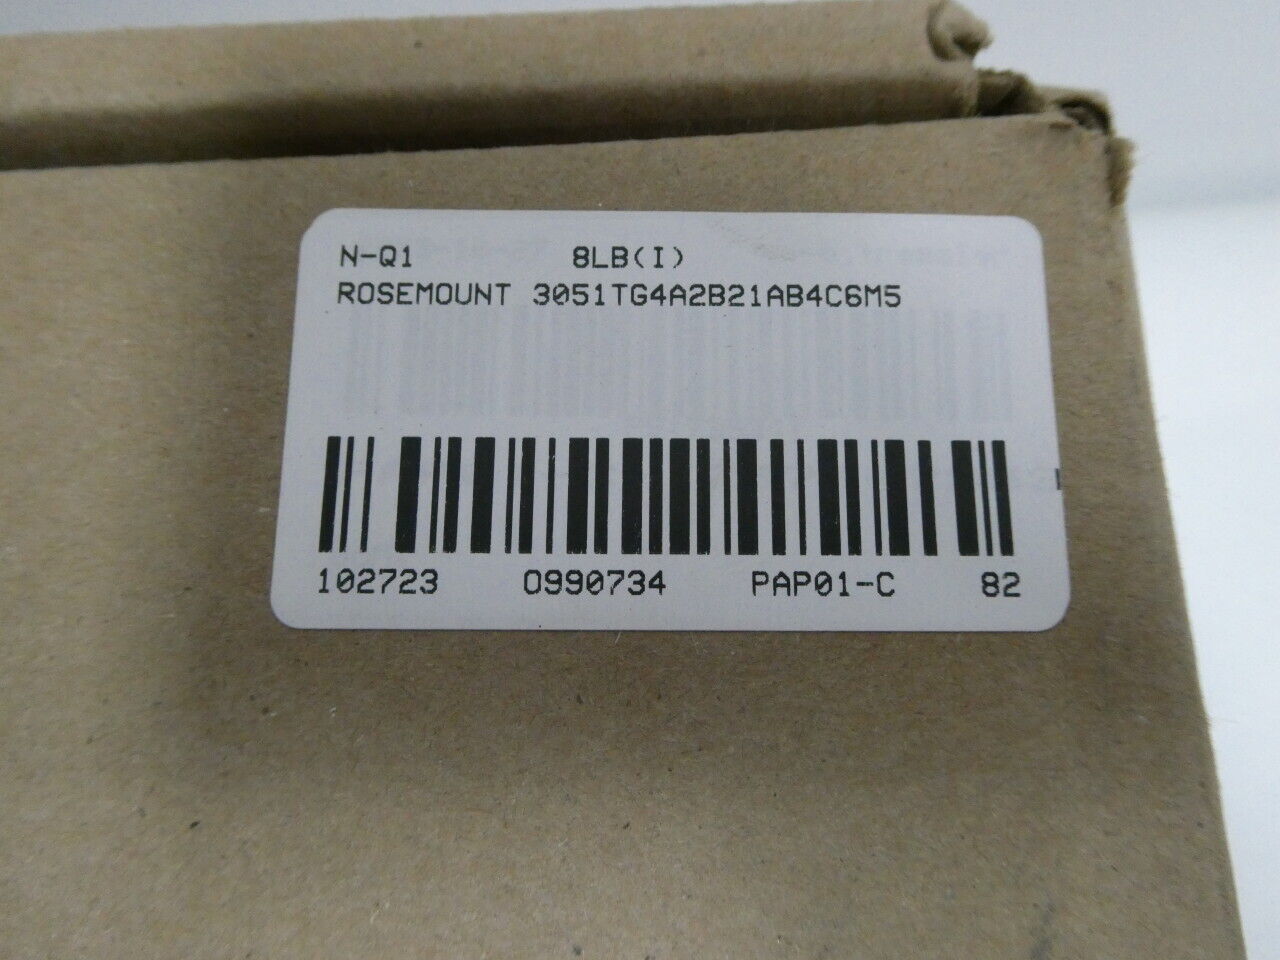 N-Q1 8LB(I)
ROSEMOUNT 3051TG4A2B21AB4C6M5
102723 0990734 PAP01-C 82